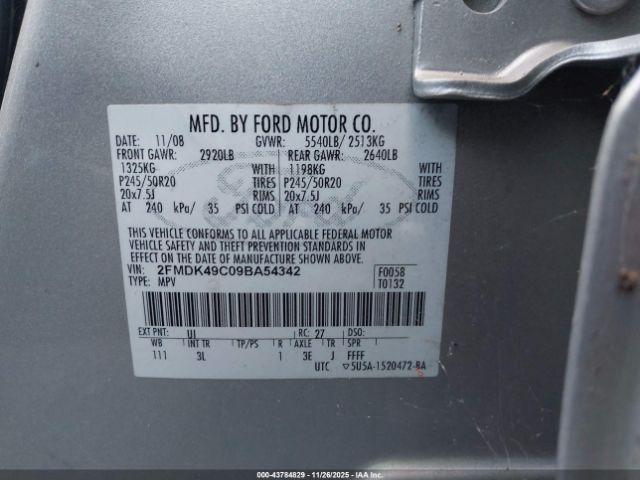 MFD. BY FORD MOTOR CO.
DATE: 11/08 GVWR: 5540LB/ 2513KG
FRONT GAWR: 2920LB REAR GAWR: 2640LB
1325KG WITH 1198KG WITH
P245/50R20 TIRES P245/50R20 TIRES
20x7.5J RIMS 20x7.5J RIMS
AT 240 kPa/ 35 PSI COLD AT 240 kPa/ 35 PSI COLD
THIS VEHICLE CONFORMS TO ALL APPLICABLE FEDERAL MOTOR
VEHICLE SAFETY AND THEFT PREVENTION STANDARDS IN
EFFECT ON THE DATE OF MANUFACTURE SHOWN ABOVE.
VIN: 2FMDK49C09BA54342 F0058
TYPE: MPV T0132
EXT PNT: UI RC: 27 DSO:
WB INT TR TP/PS R AXLE TR SPR
111 3L 1 3E J FFFF
UTC ▽5U5A-1520472-BA
000-43784829 - 11/26/2025 - IAA Inc.